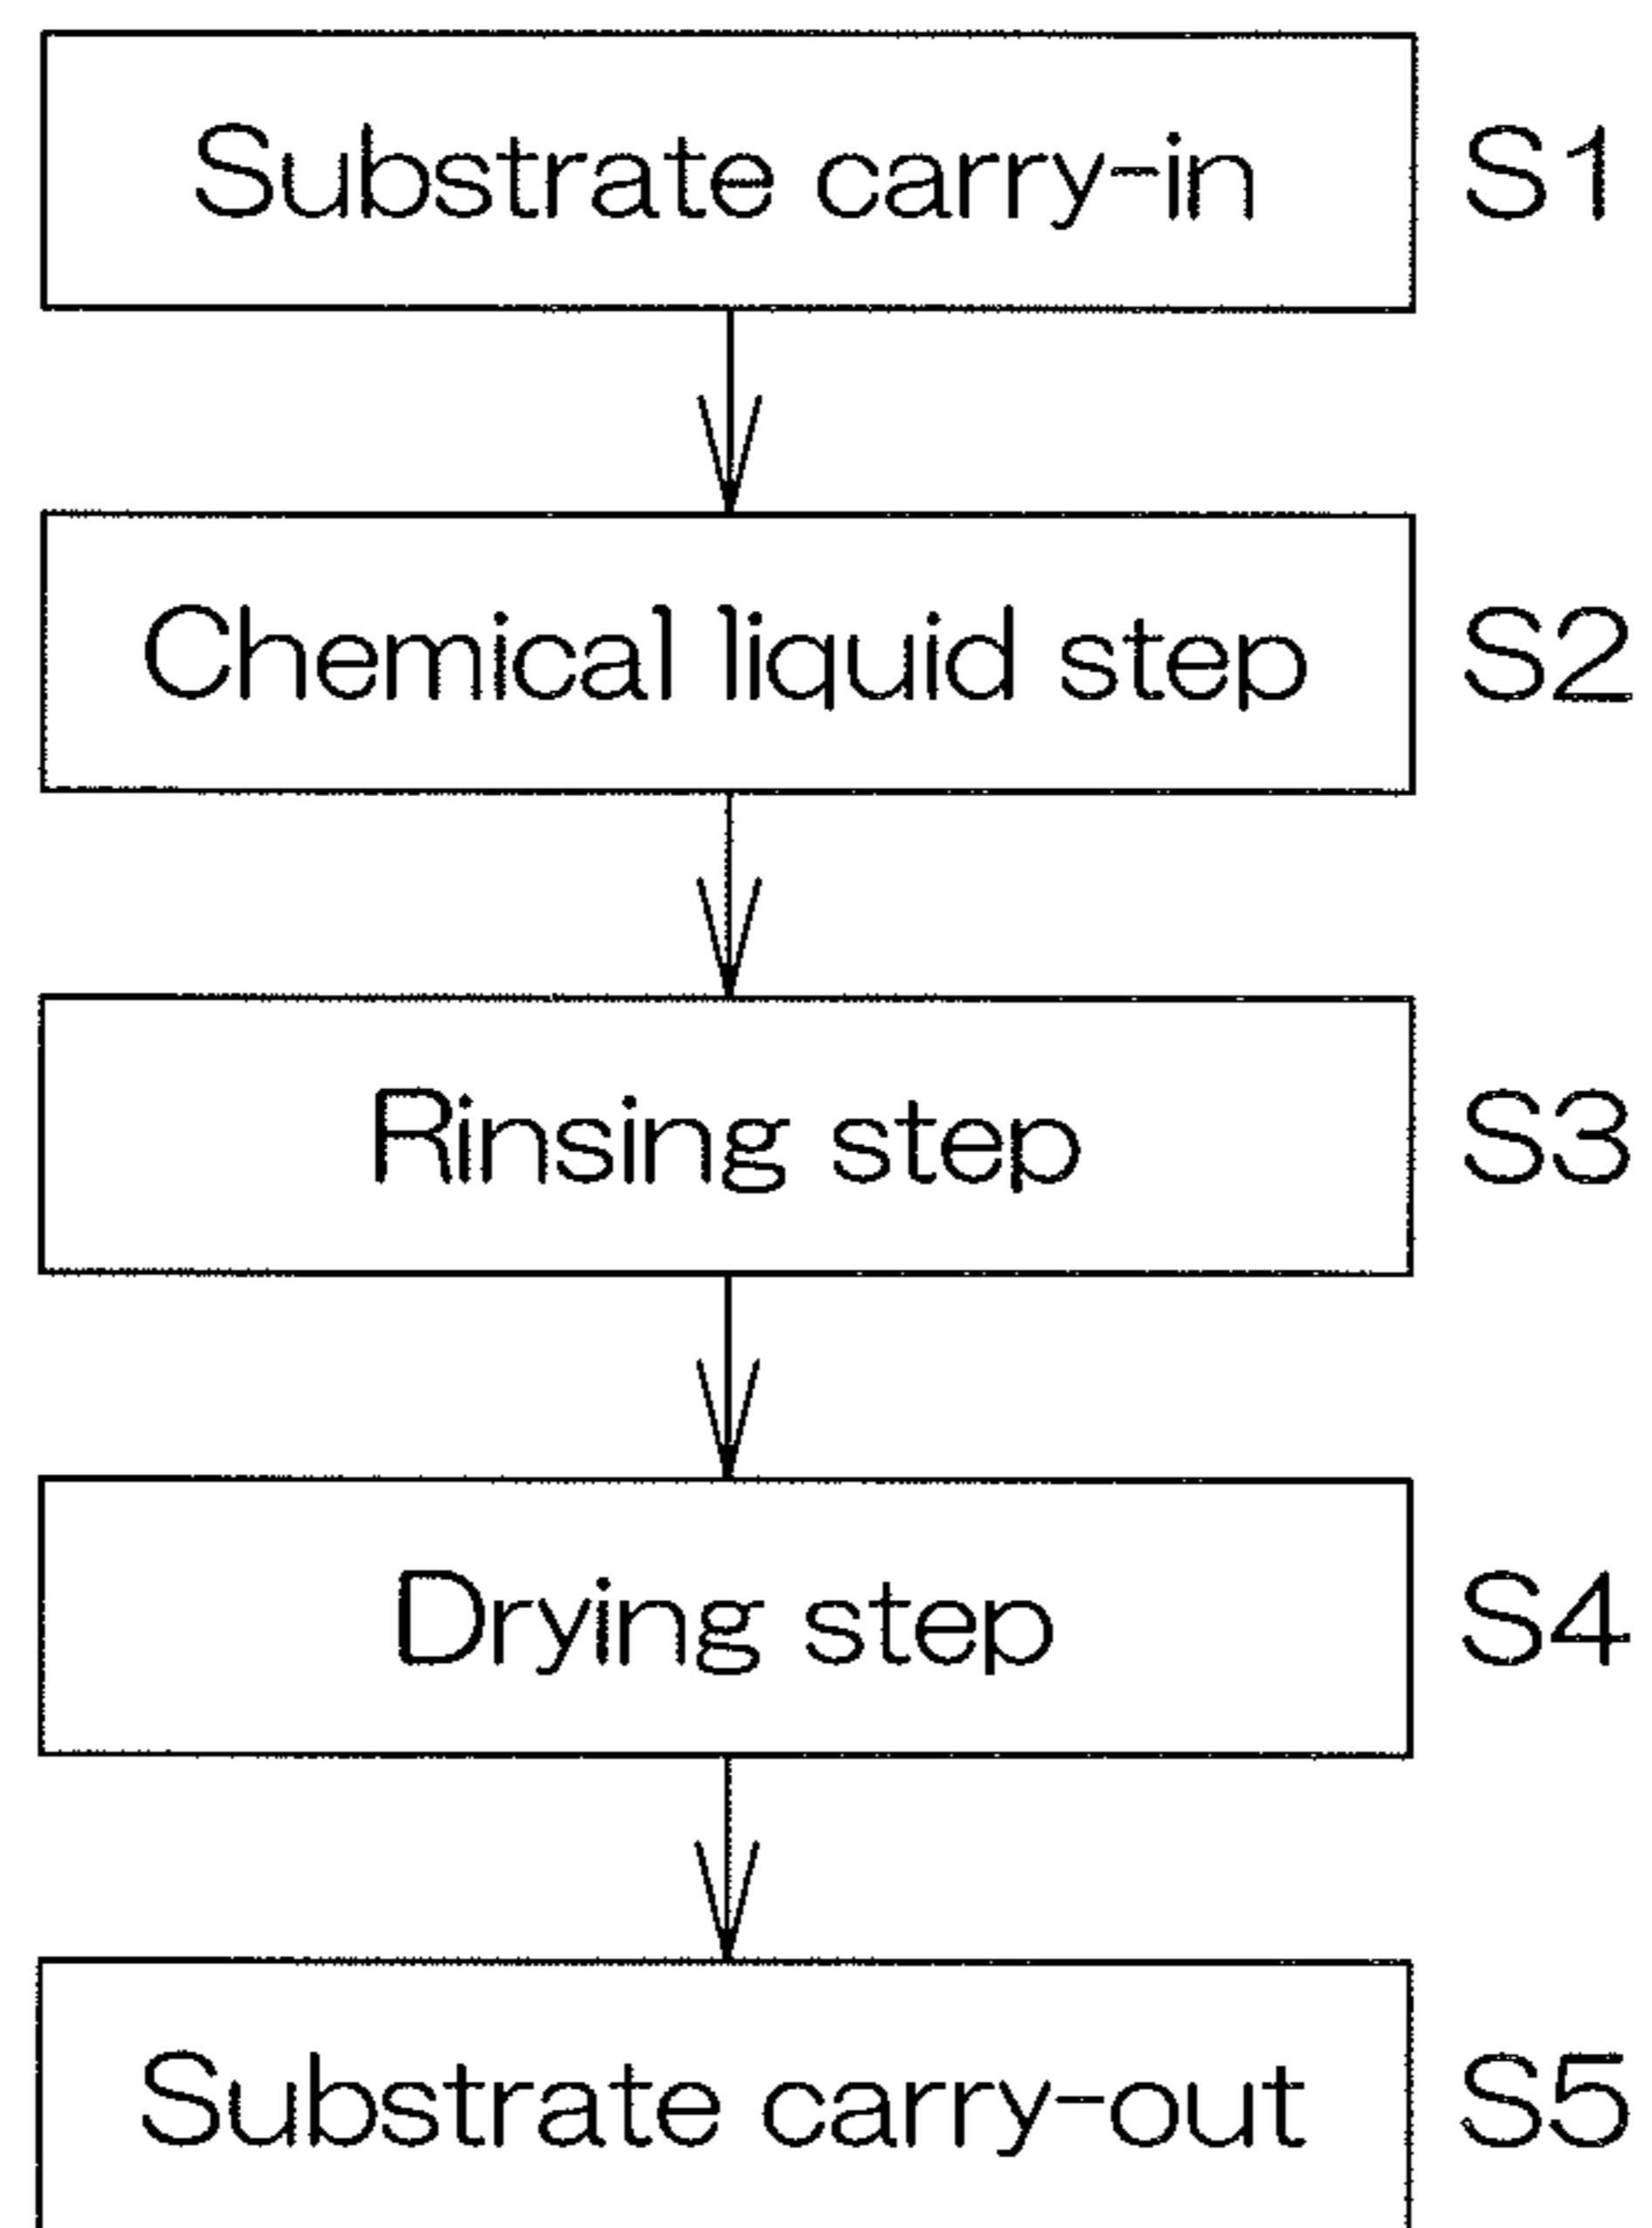 Substrate carry-in S1
Chemical liquid step S2
Rinsing step S3
Drying step S4
Substrate carry-out S5